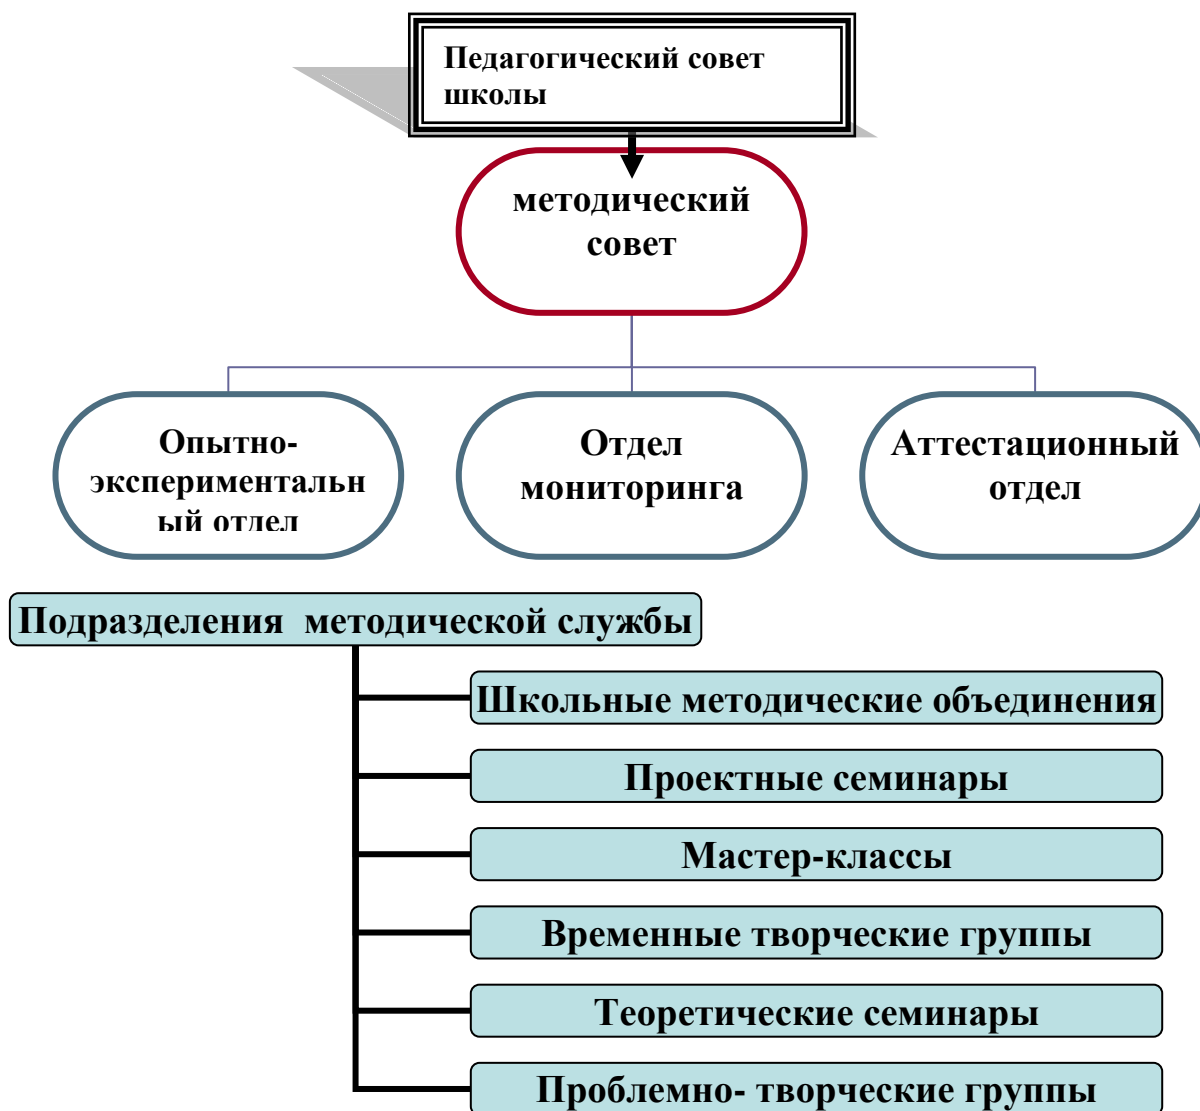 Педагогический совет
школы
методический
совет
Опытно-
экспериментальн
ый отдел
Отдел
мониторинга
Аттестационный
отдел
Подразделения методической службы
Школьные методические объединения
Проектные семинары
Мастер-классы
Временные творческие группы
Теоретические семинары
Проблемно- творческие группы